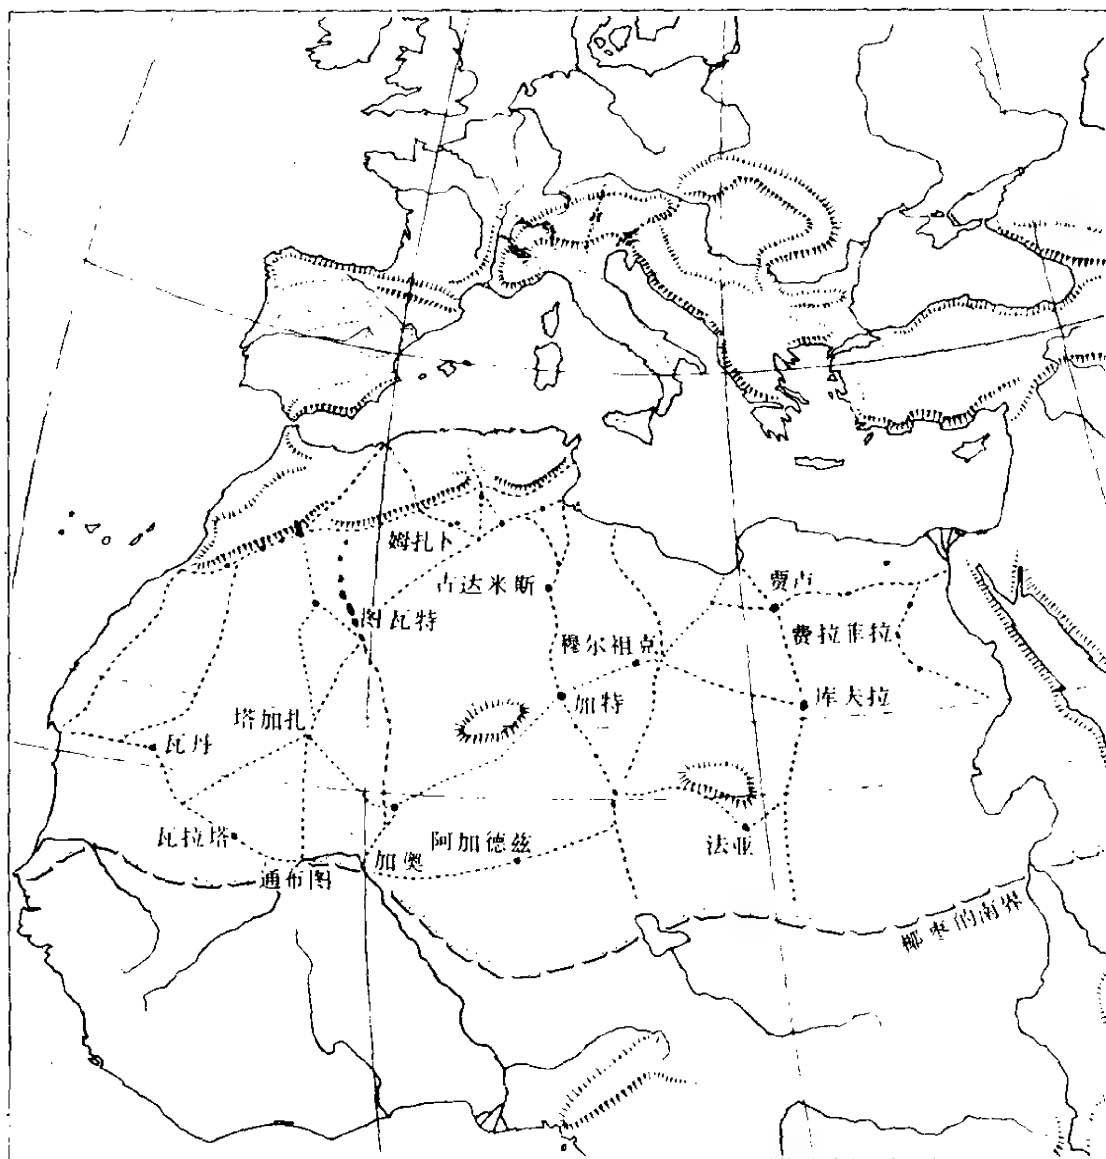 姆扎卜
古达米斯
贾卢
图瓦特
费拉菲拉
穆尔祖克
加特
库夫拉
塔加扎
瓦丹
瓦拉塔
阿加德兹
法亚
加奥
通布图
椰枣的南界